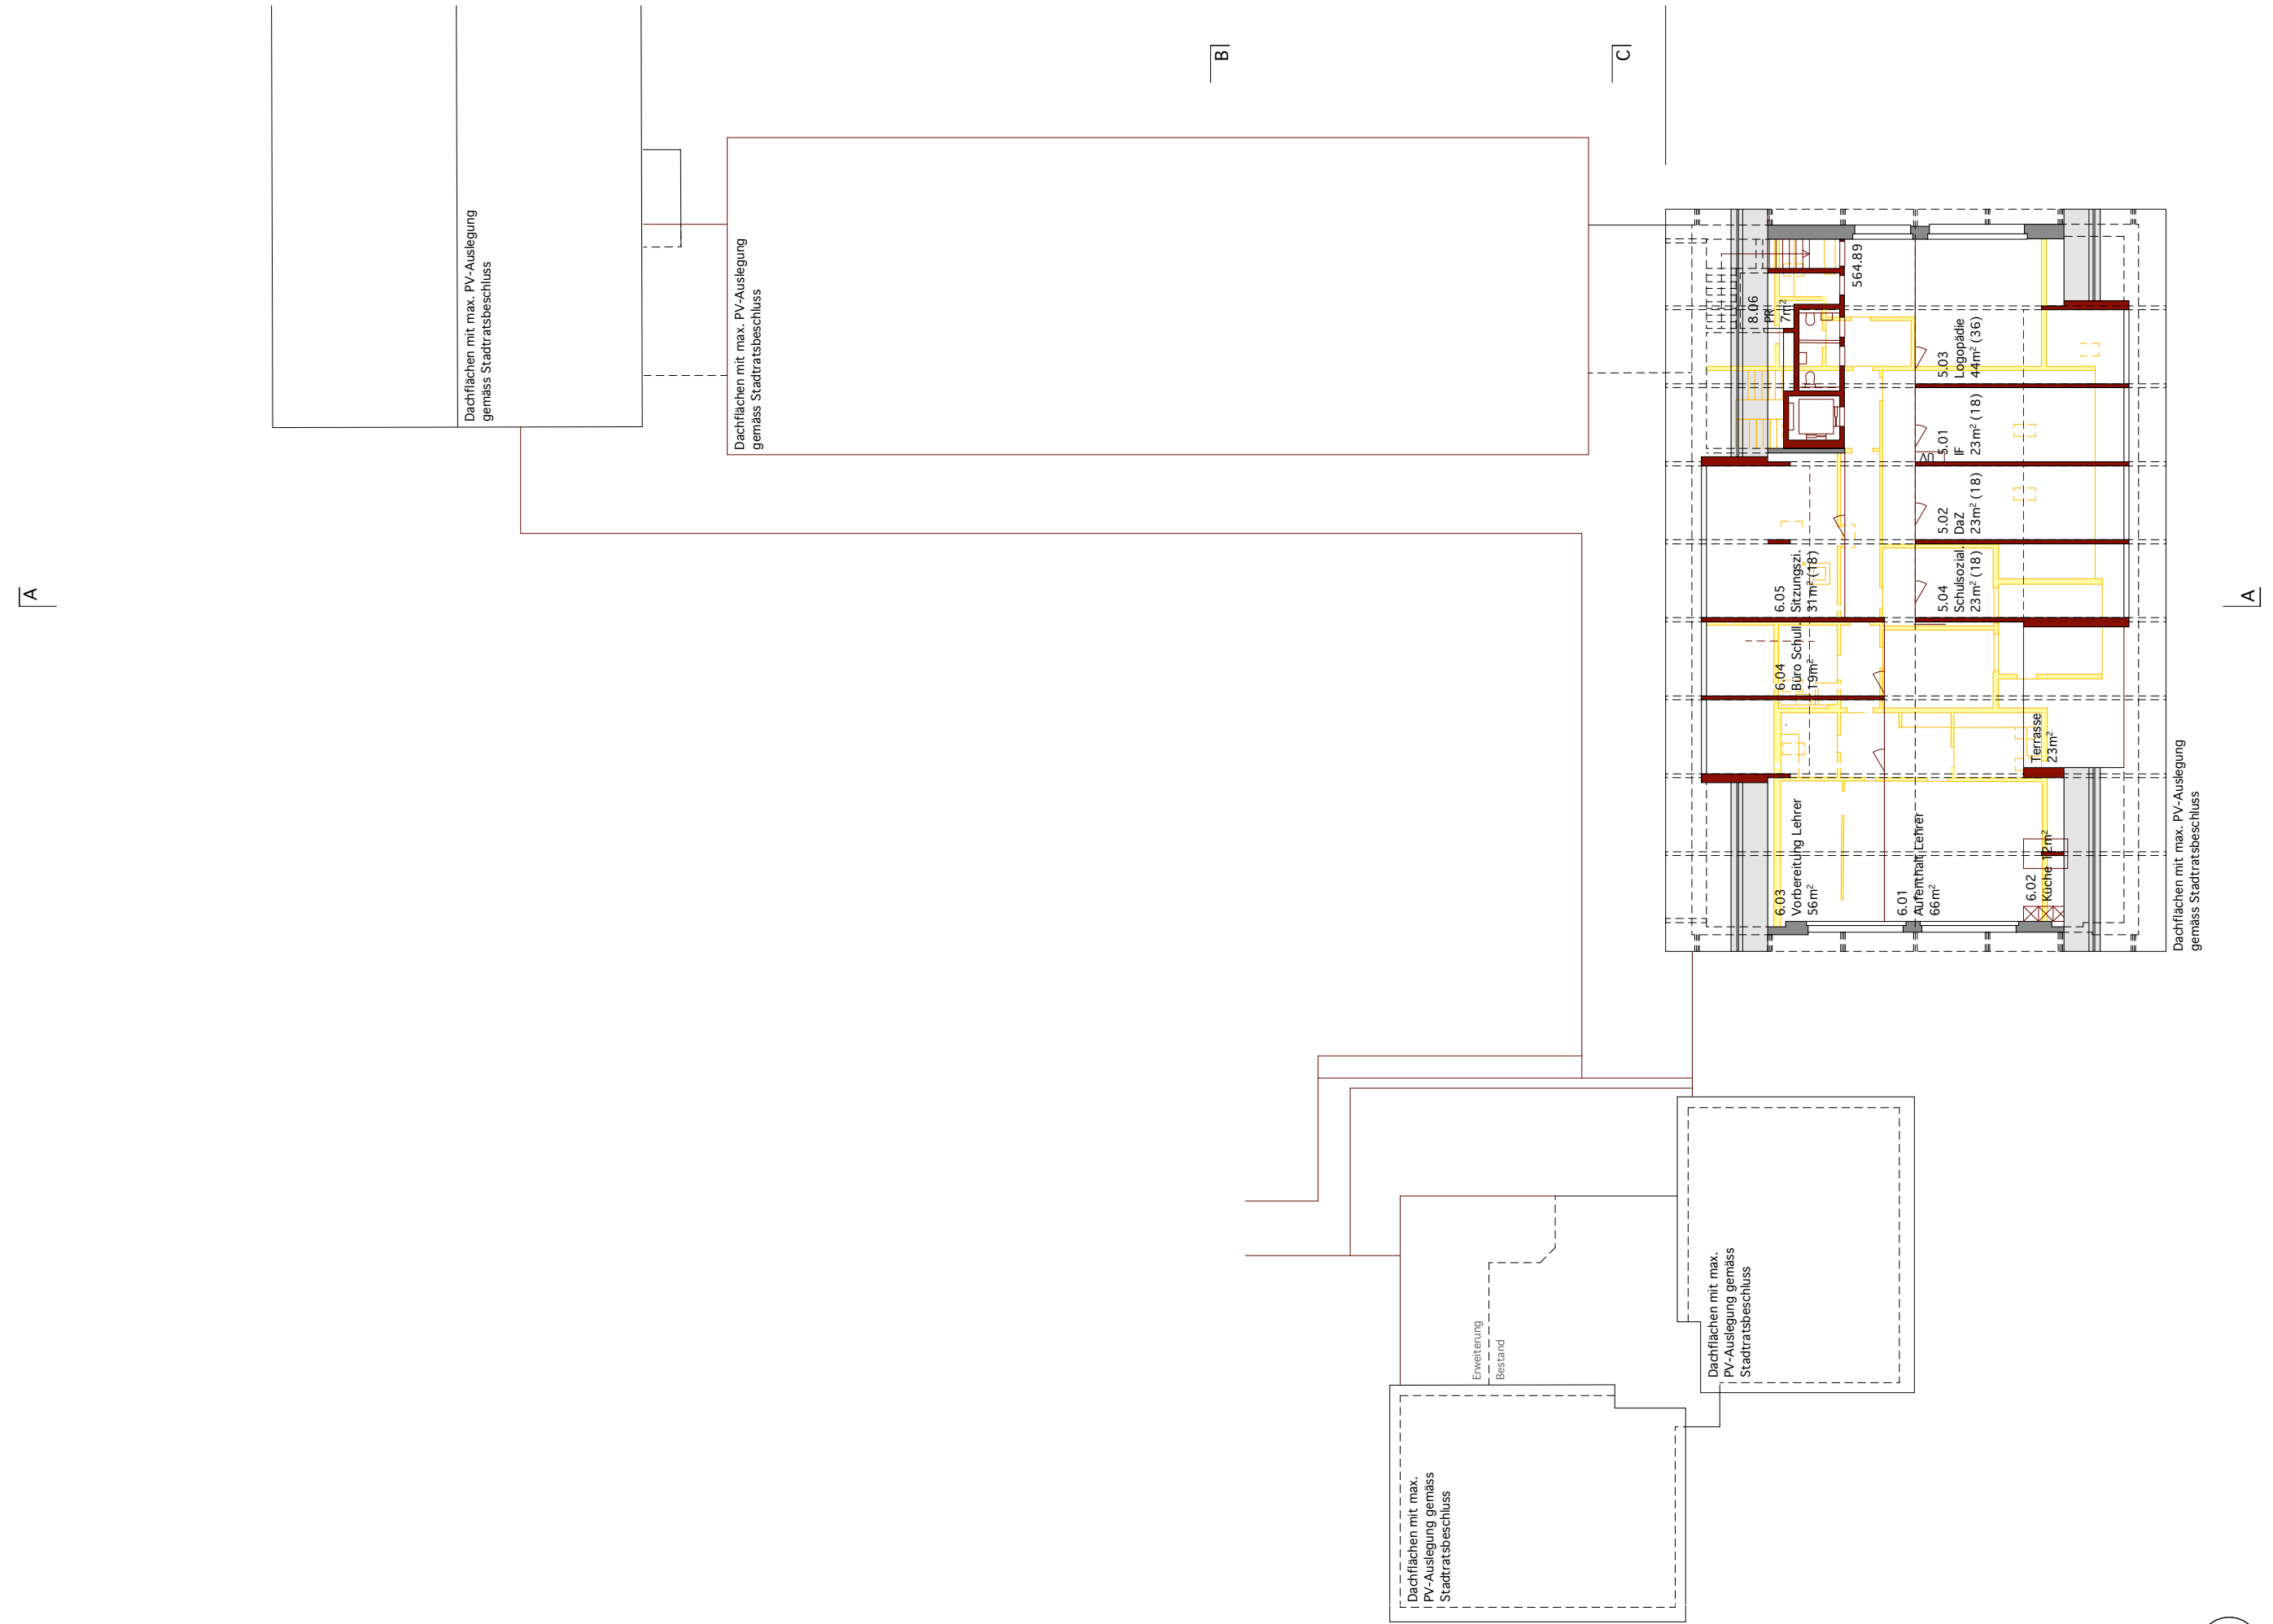 A
Dachflächen mit max. PV-Auslegung
gemäss Stadtratsbeschluss
Dachflächen mit max. PV-Auslegung
gemäss Stadtratsbeschluss
B
C
8.06
PR
7m²
564.89
5.03
Logopädie
44m² (36)
5.01
IF
23m² (18)
5.02
DaZ
23m² (18)
5.04
Schulsozial.
23m² (18)
6.05
Sitzungszi.
31m² (18)
6.04
Büro Schull.
19m²
Terrasse
23m²
6.03
Vorbereitung Lehrer
56m²
6.01
Aufenthalt Lehrer
66m²
6.02
Küche 12m²
A
Dachflächen mit max. PV-Auslegung
gemäss Stadtratsbeschluss
Erweiterung
Bestand
Dachflächen mit max.
PV-Auslegung gemäss
Stadtratsbeschluss
Dachflächen mit max.
PV-Auslegung gemäss
Stadtratsbeschluss